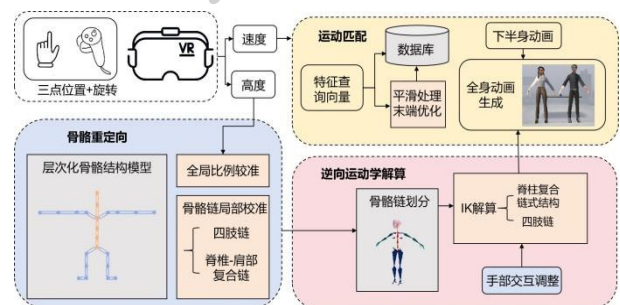 VR
三点位置+旋转
速度
高度
运动匹配
数据库
特征查
询向量
平滑处理
末端优化
下半身动画
全身动画
生成
骨骼重定向
层次化骨骼结构模型
全局比例较准
骨骼链局部校准
四肢链
脊椎-肩部
复合链
逆向运动学解算
骨骼链划分
IK解算
脊柱复合
链式结构
四肢链
手部交互调整